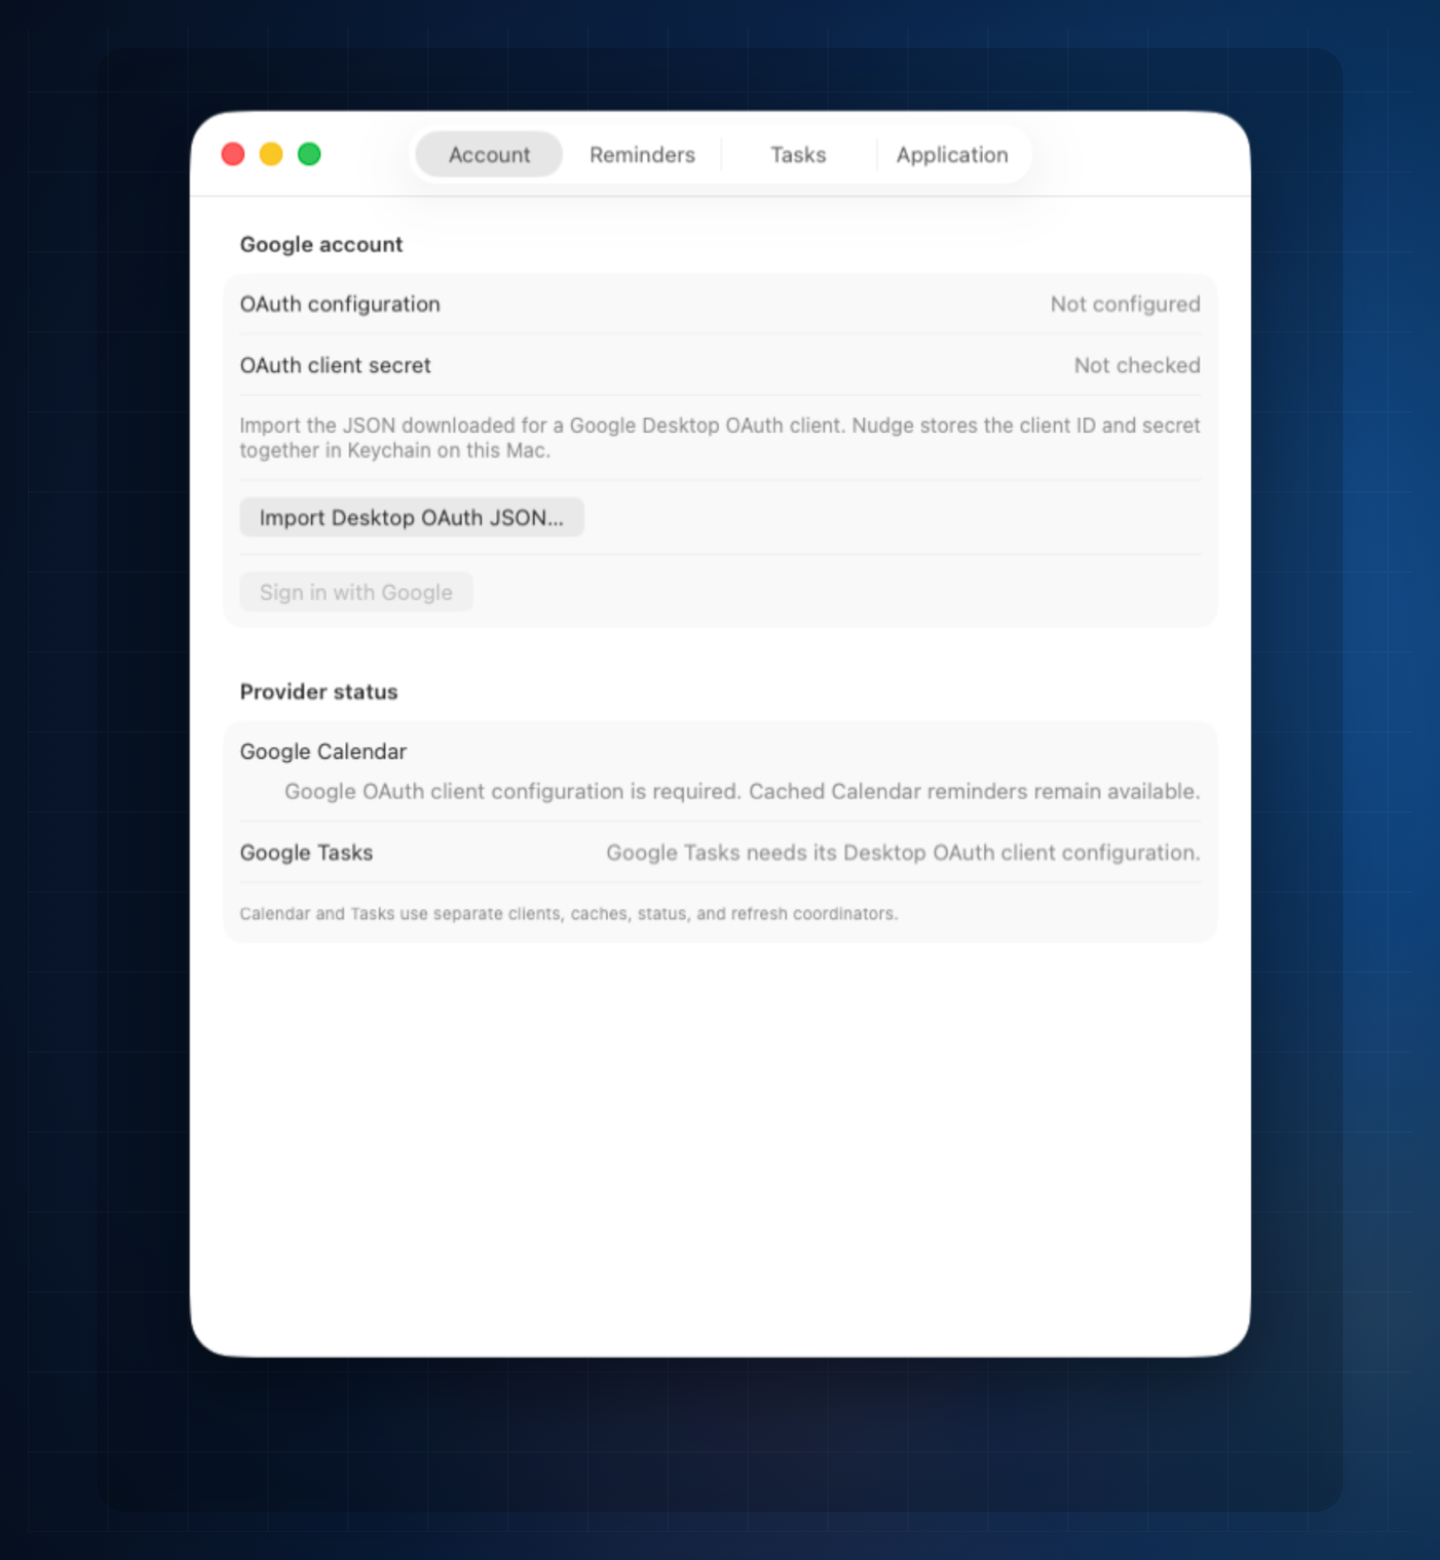 Account
Reminders
Tasks
Application
Google account
OAuth configuration
Not configured
OAuth client secret
Not checked
Import the JSON downloaded for a Google Desktop OAuth client. Nudge stores the client ID and secret
together in Keychain on this Mac.
Import Desktop OAuth JSON...
Sign in with Google
Provider status
Google Calendar
Google OAuth client configuration is required. Cached Calendar reminders remain available.
Google Tasks
Google Tasks needs its Desktop OAuth client configuration.
Calendar and Tasks use separate clients, caches, status, and refresh coordinators.